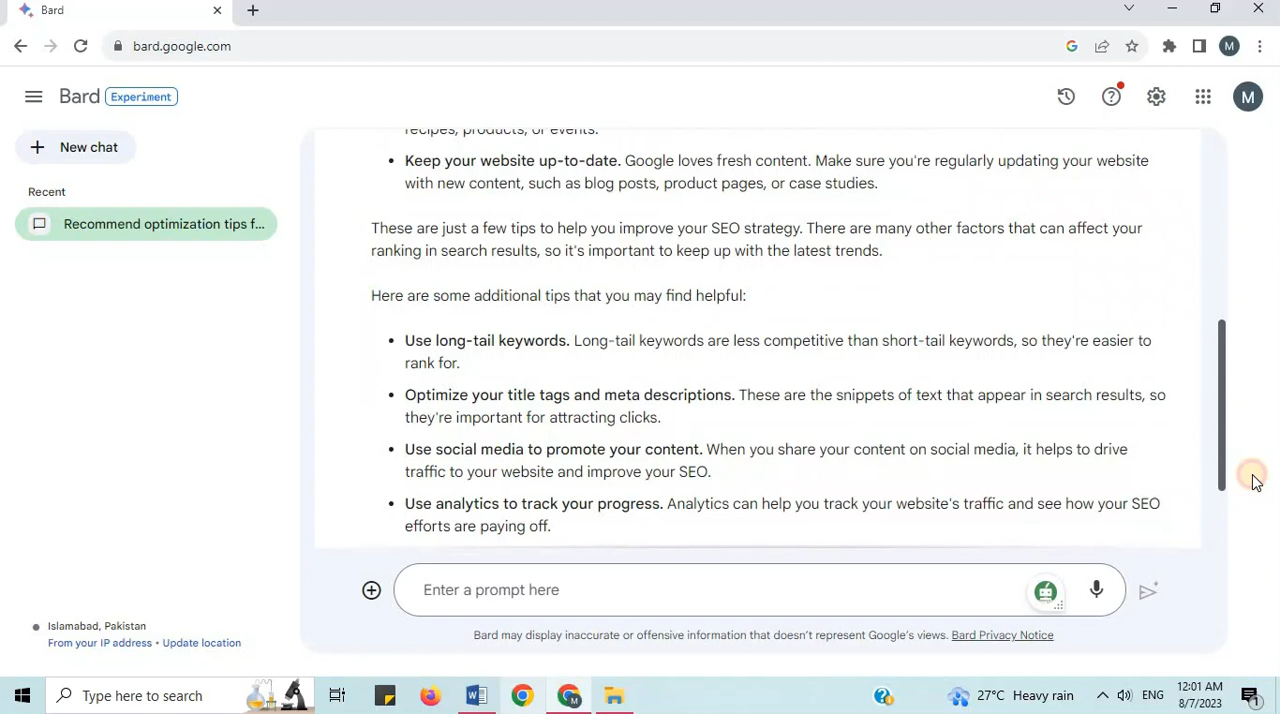 Bard
bard.google.com
M
Bard Experiment
M
New chat
Recent
Recommend optimization tips f...
recipes, products, or events.
• Keep your website up-to-date. Google loves fresh content. Make sure you're regularly updating your website
with new content, such as blog posts, product pages, or case studies.
These are just a few tips to help you improve your SEO strategy. There are many other factors that can affect your
ranking in search results, so it's important to keep up with the latest trends.
Here are some additional tips that you may find helpful:
• Use long-tail keywords. Long-tail keywords are less competitive than short-tail keywords, so they're easier to
rank for.
• Optimize your title tags and meta descriptions. These are the snippets of text that appear in search results, so
they're important for attracting clicks.
• Use social media to promote your content. When you share your content on social media, it helps to drive
traffic to your website and improve your SEO.
• Use analytics to track your progress. Analytics can help you track your website's traffic and see how your SEO
efforts are paying off.
Enter a prompt here
Islamabad, Pakistan
From your IP address • Update location
Bard may display inaccurate or offensive information that doesn't represent Google's views. Bard Privacy Notice
Type here to search
27°C Heavy rain
ENG
12:01 AM
8/7/2023
1